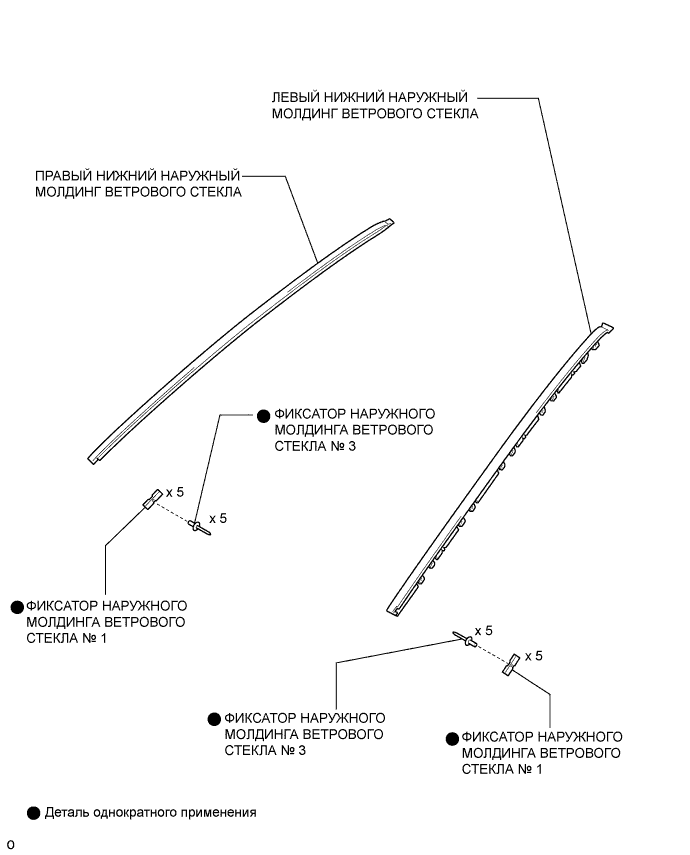 ЛЕВЫЙ НИЖНИЙ НАРУЖНЫЙ
МОЛДИНГ ВЕТРОВОГО СТЕКЛА
ПРАВЫЙ НИЖНИЙ НАРУЖНЫЙ
МОЛДИНГ ВЕТРОВОГО СТЕКЛА
ФИКСАТОР НАРУЖНОГО
МОЛДИНГА ВЕТРОВОГО
СТЕКЛА № 3
x 5
x 5
ФИКСАТОР НАРУЖНОГО
МОЛДИНГА ВЕТРОВОГО
СТЕКЛА № 1
x 5
x 5
ФИКСАТОР НАРУЖНОГО
МОЛДИНГА ВЕТРОВОГО
СТЕКЛА № 3
ФИКСАТОР НАРУЖНОГО
МОЛДИНГА ВЕТРОВОГО
СТЕКЛА № 1
Деталь однократного применения
O